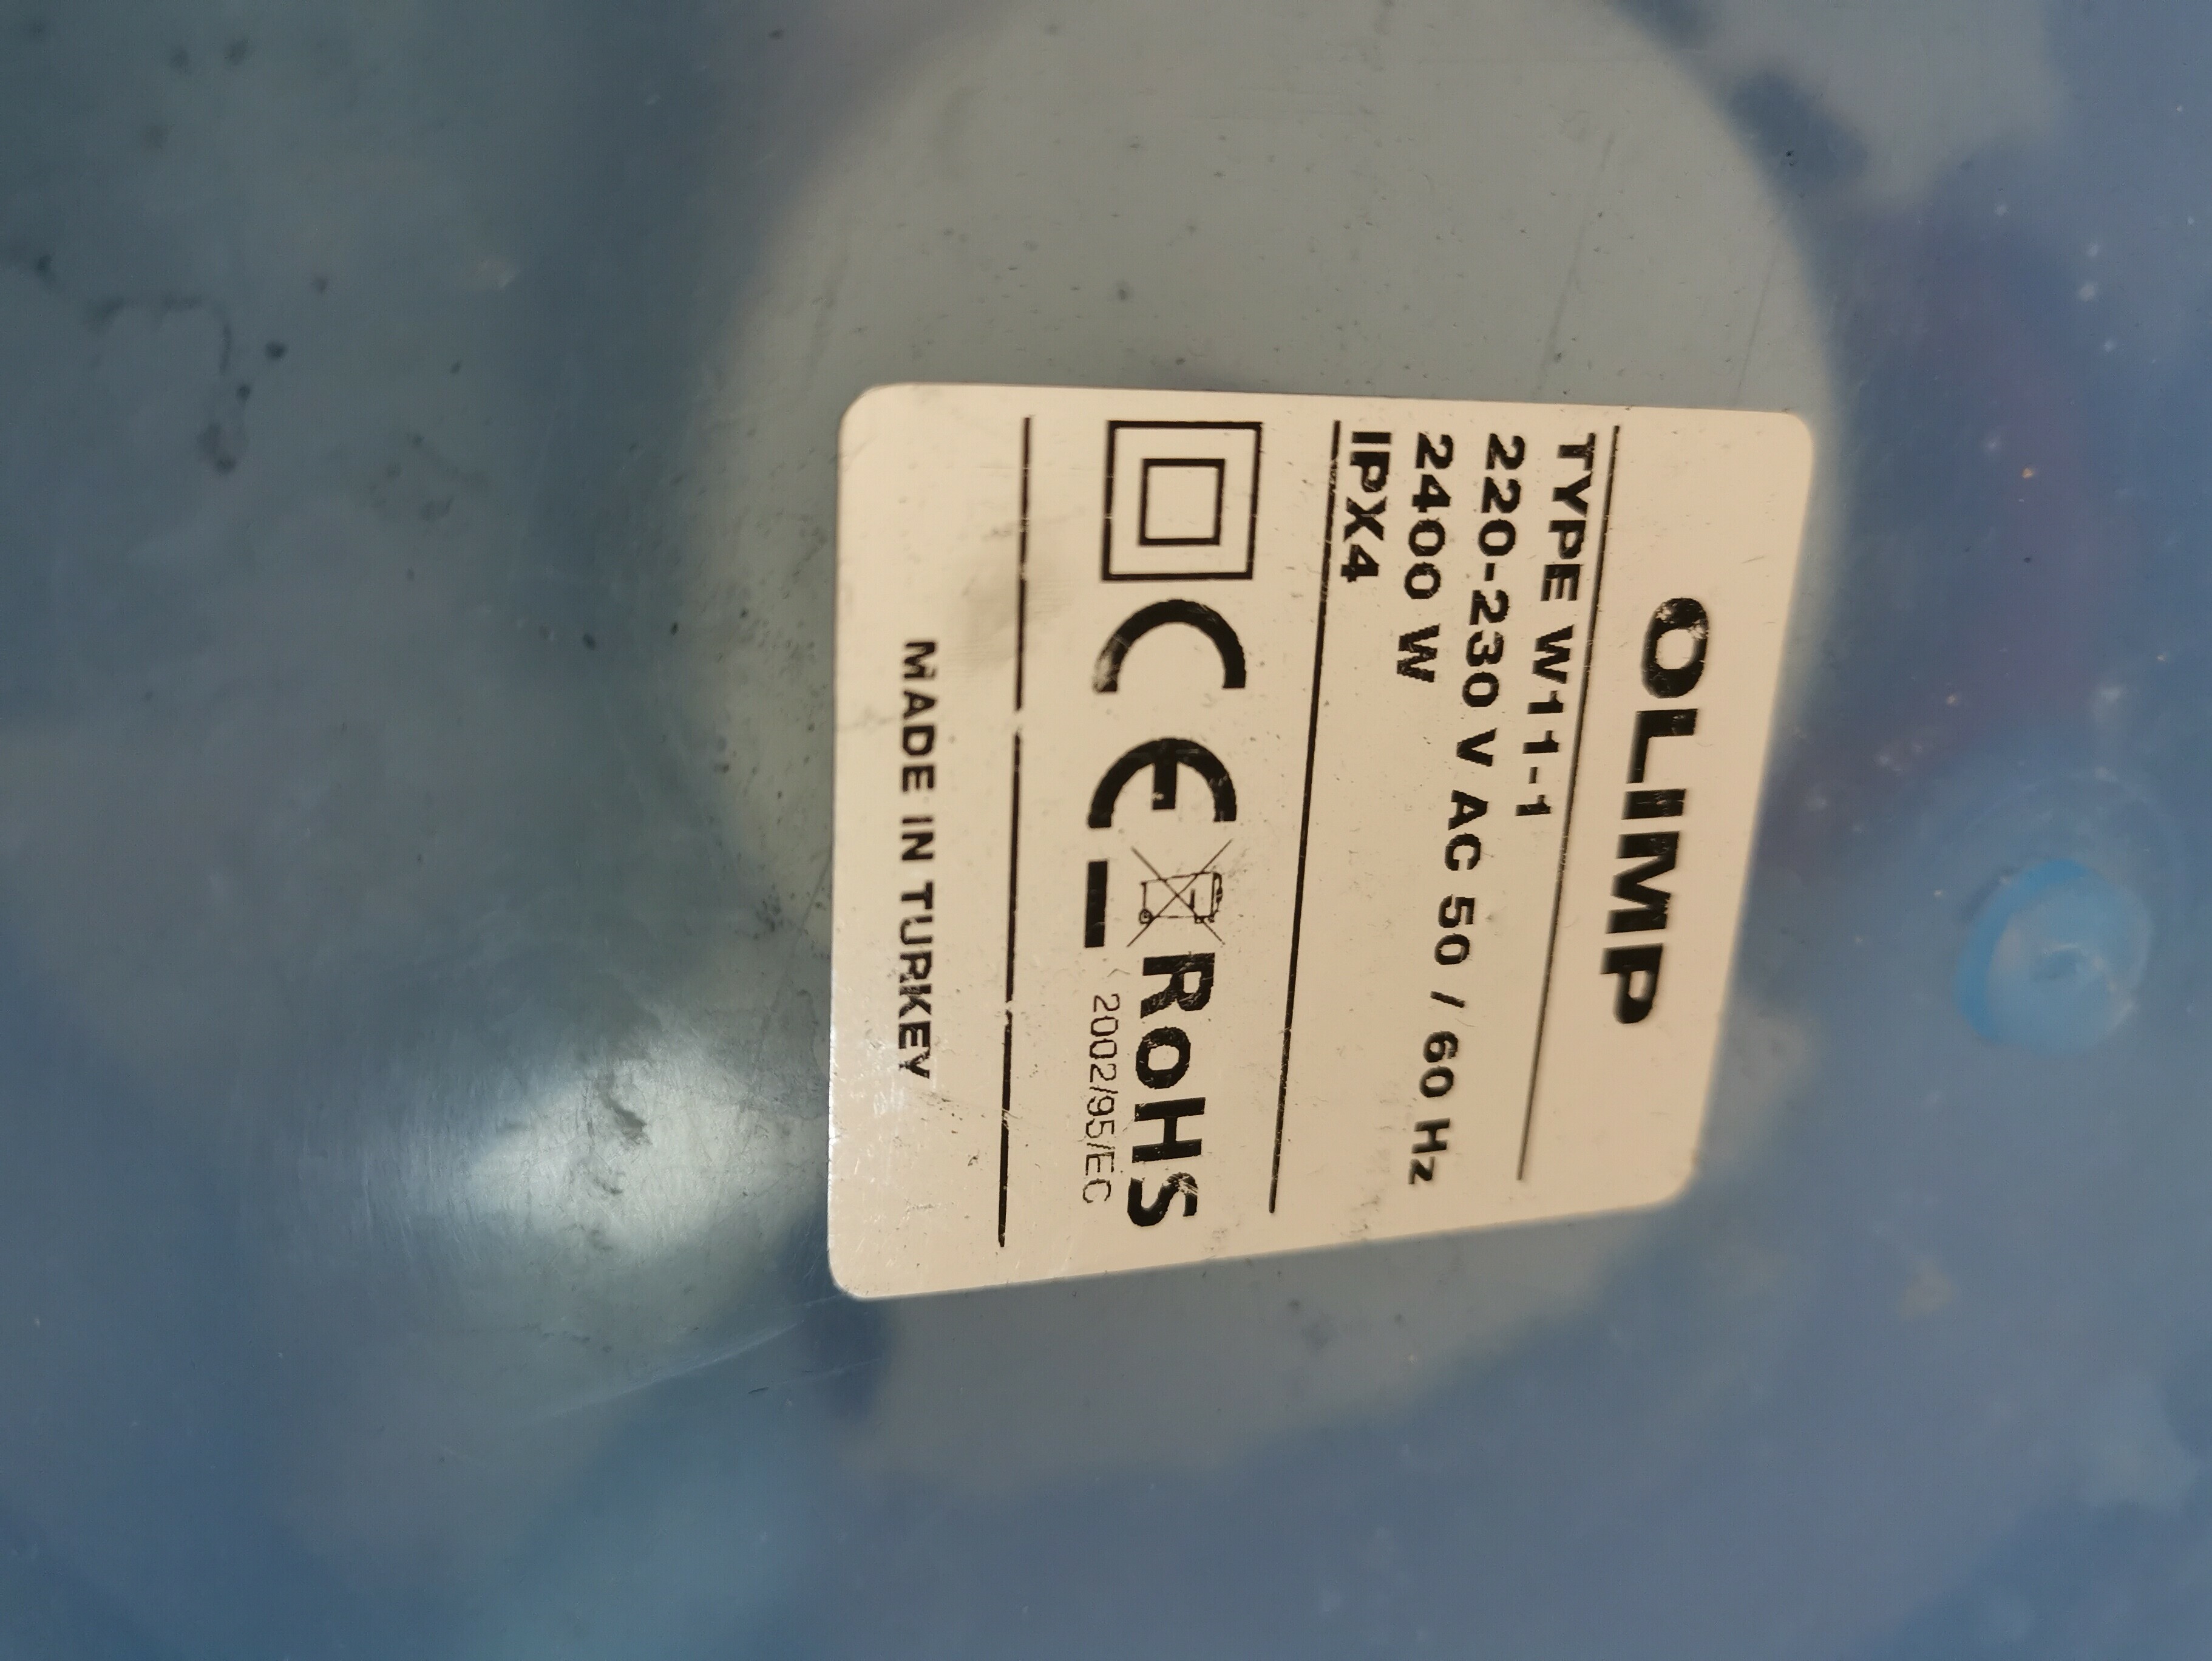 OLIMP
TYPE W111-1
220-230 V AC 50 / 60 Hz
2400 W
IPX4
CE RoHS
2002/95/EC
MADE IN TURKEY